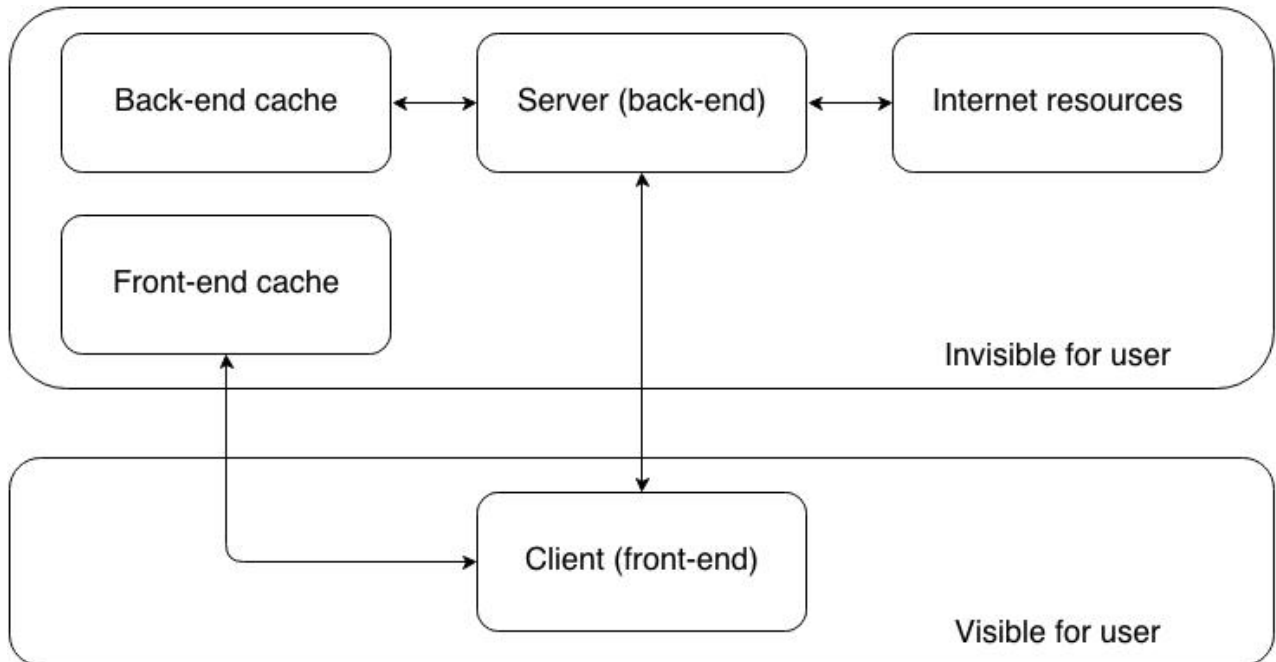 Back-end cache
Server (back-end)
Internet resources
Front-end cache
Invisible for user
Client (front-end)
Visible for user